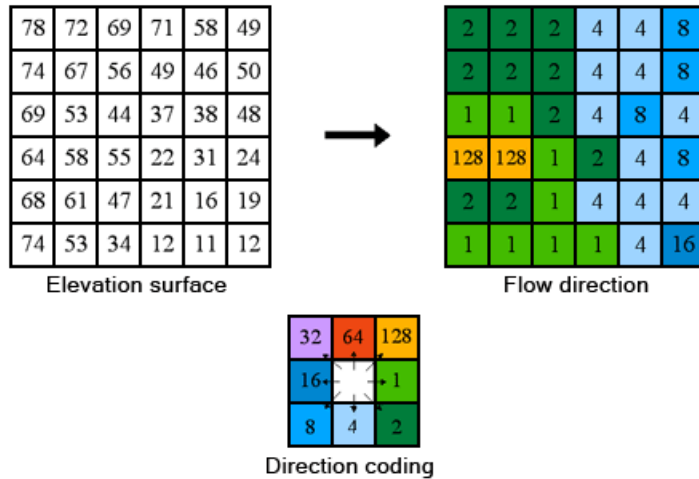 78 72 69 71 58 49 2 2 2 4 4 8
74 67 56 49 46 50 2 2 2 4 4 8
69 53 44 37 38 48 1 1 2 4 8 4
64 58 55 22 31 24 128 128 1 2 4 8
68 61 47 21 16 19 2 2 1 4 4 4
74 53 34 12 11 12 1 1 1 1 4 16
Elevation surface Flow direction
32 64 128
16 1
8 4 2
Direction coding